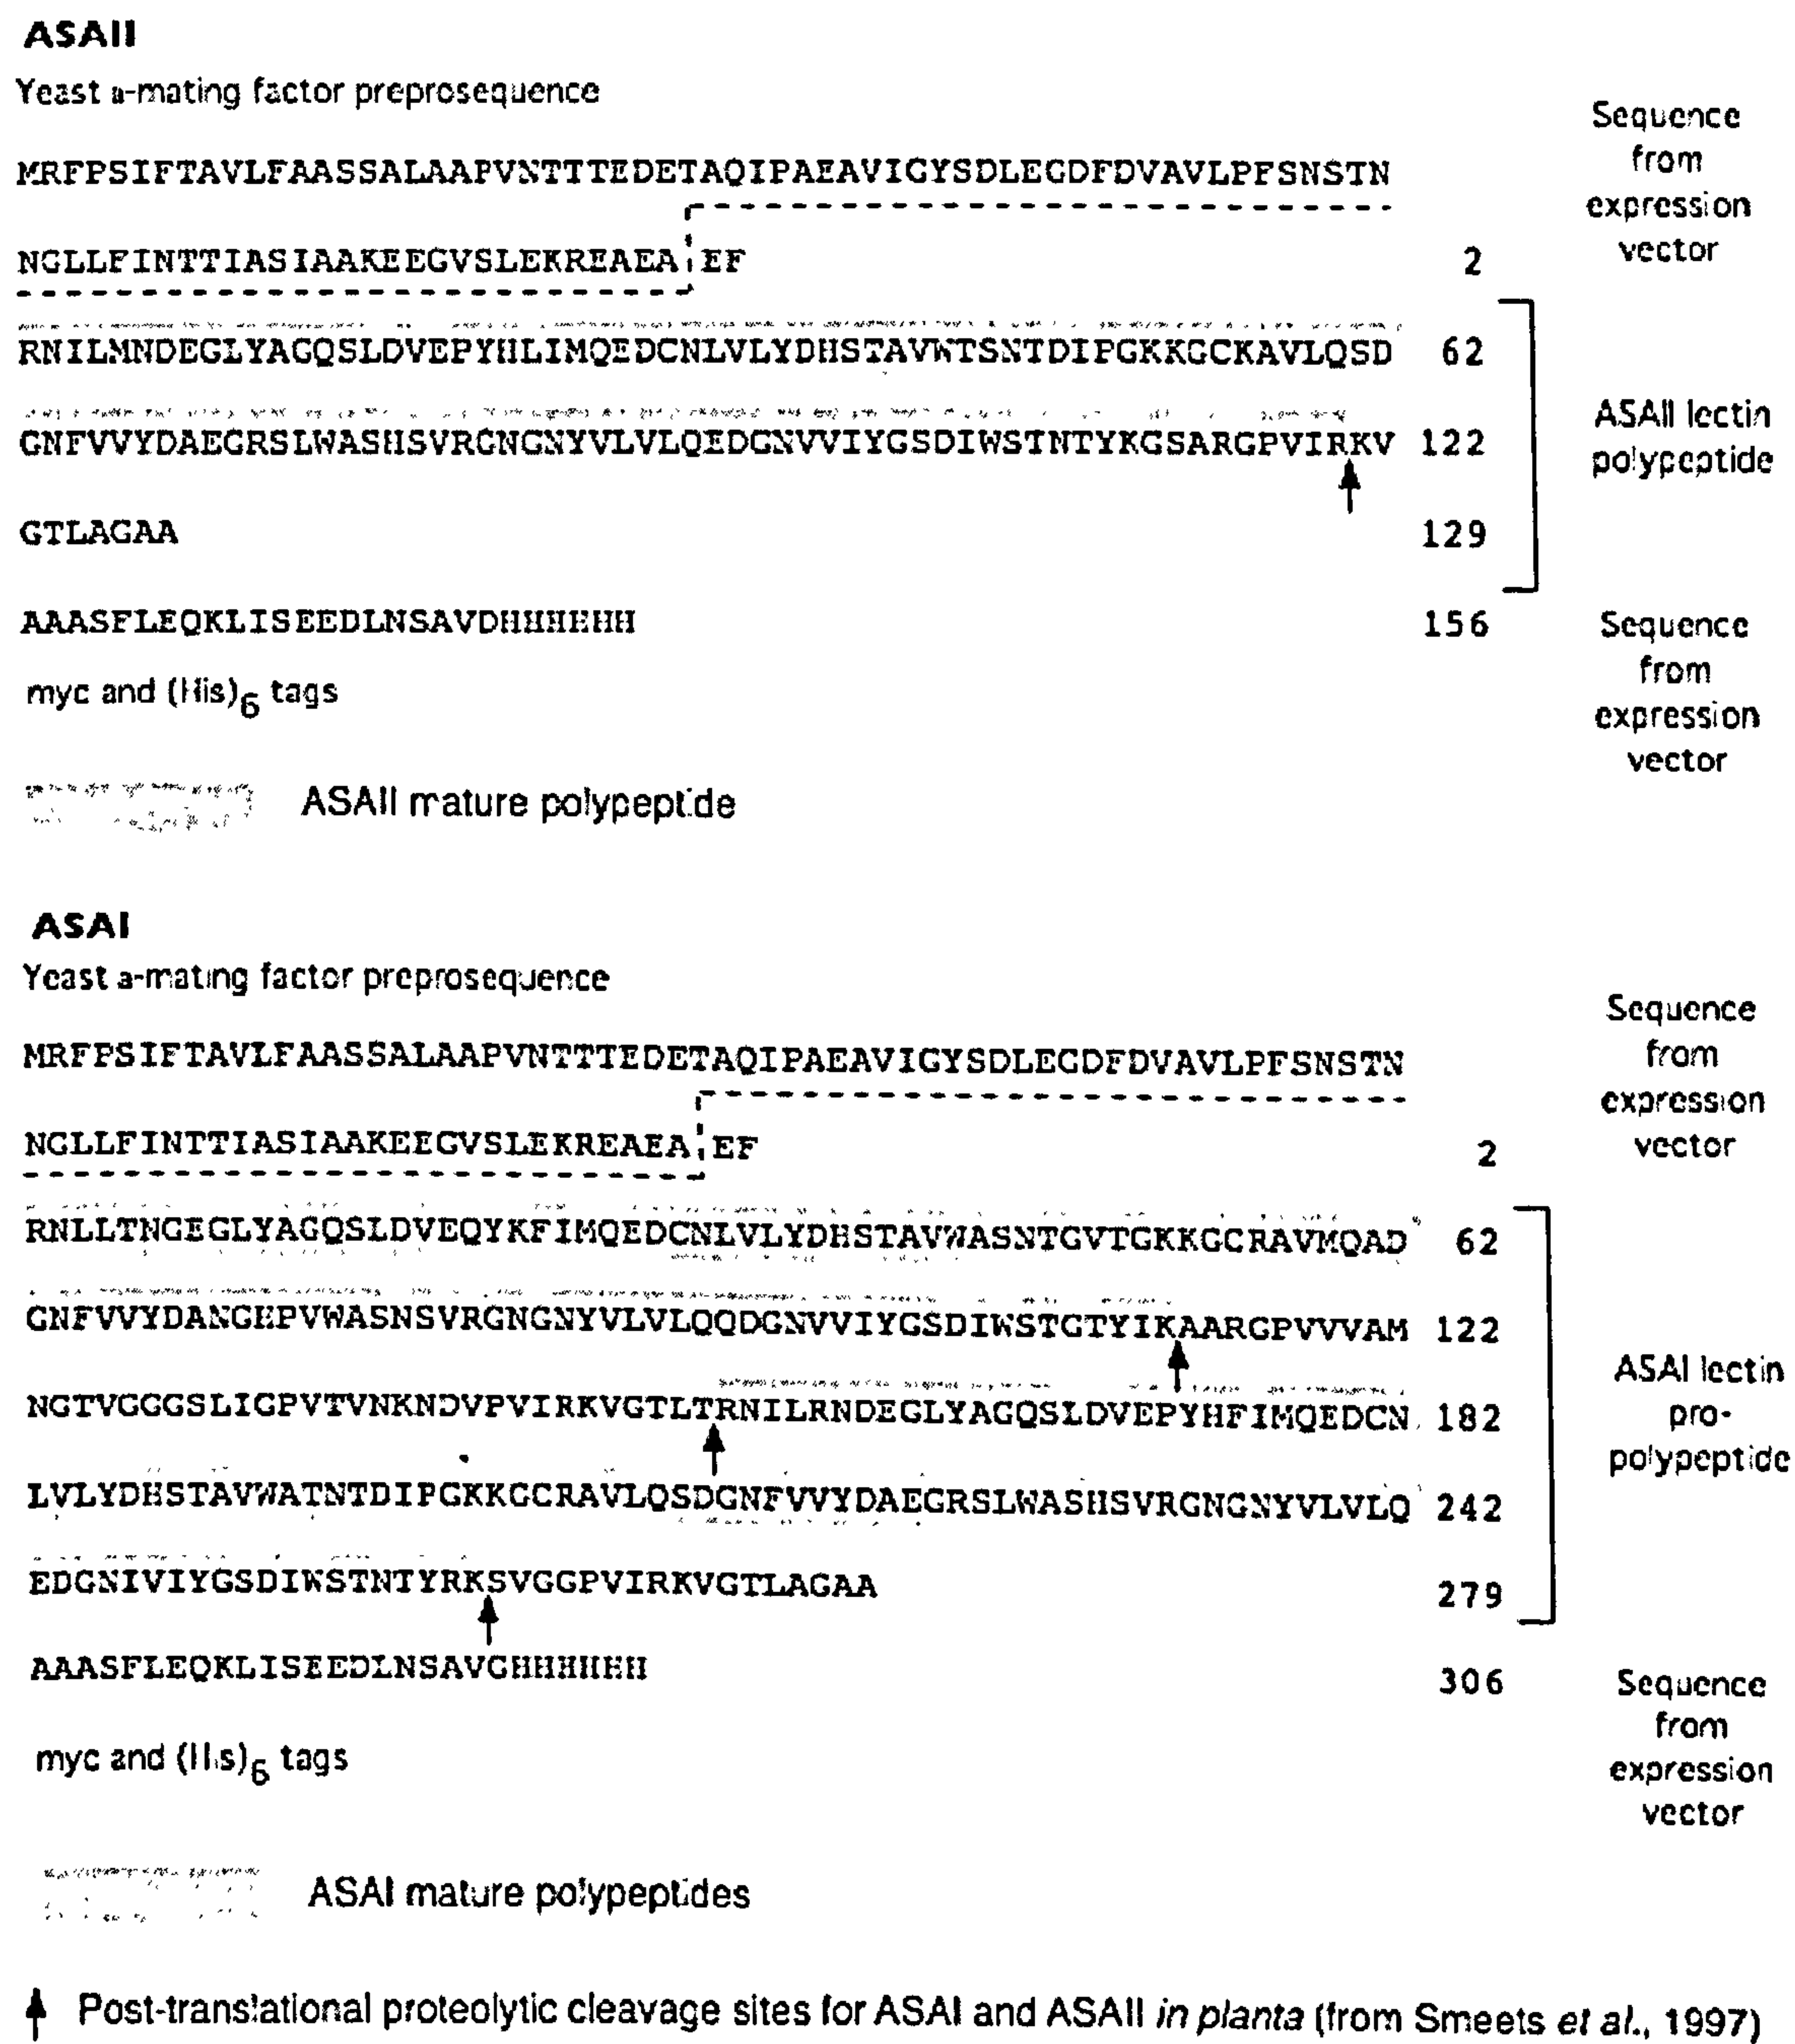 ASAII
Yeast a-mating factor preprosequence
MRFPSIFTAVLFAASSALAAPVNTTTEDETAQIPAEAVIGYSDLEGDFDVAVLPFSNSTN
NGLLFINTTIASIAAKEEGVSLEKREAEA EF 2
Sequence
from
expression
vector
RNILMNDEGLYAGQSLDVEPYHLIMQEDCNLVLYDHSTAVWTSNTDIPGKKGCKAVLQSD 62
GNFVVYDAEGRSLWASHSVRGNGNYVLVLQEDGNVVIYGSDIWSTNTYKGSARGPVIRKV 122
GTLAGAA 129
ASAII lectin
polypeptide
AAASFLEQKLISEEDLNSAVDHHHHHH 156
myc and (His)6 tags
Sequence
from
expression
vector
ASAII mature polypeptide
ASAI
Yeast a-mating factor preprosequence
MRFPSIFTAVLFAASSALAAPVNTTTEDETAQIPAEAVIGYSDLEGDFDVAVLPFSNSTN
NGLLFINTTIASIAAKEEGVSLEKREAEA EF 2
Sequence
from
expression
vector
RNLLTNGEGLYAGQSLDVEQYKFIMQEDCNLVLYDHSTAVWASNTGVTGKKGCRAVMQAD 62
GNFVVYDANGHPVWASNSVRGNGNYVLVLQQDGNVVIYGSDIWSTGTYIKAARGPVVVAM 122
NGTVGGGSLIGPVTVNKNDVPVIRKVGTLTRNILRNDEGLYAGQSLDVEPYHFIMQEDCN 182
LVLYDHSTAVWATNTDIPGKKGCRAVLQSDGNFVVYDAEGRSLWASHSVRGNGNYVLVLQ 242
EDGNIVIYGSDIWSTNTYRKSVGGPVIRKVGTLAGAA 279
ASAI lectin
pro-
polypeptide
AAASFLEQKLISEEDLNSAVGHHHHHH 306
myc and (His)6 tags
Sequence
from
expression
vector
ASAI mature polypeptides
Post-translational proteolytic cleavage sites for ASAI and ASAII in planta (from Smeets et al., 1997)